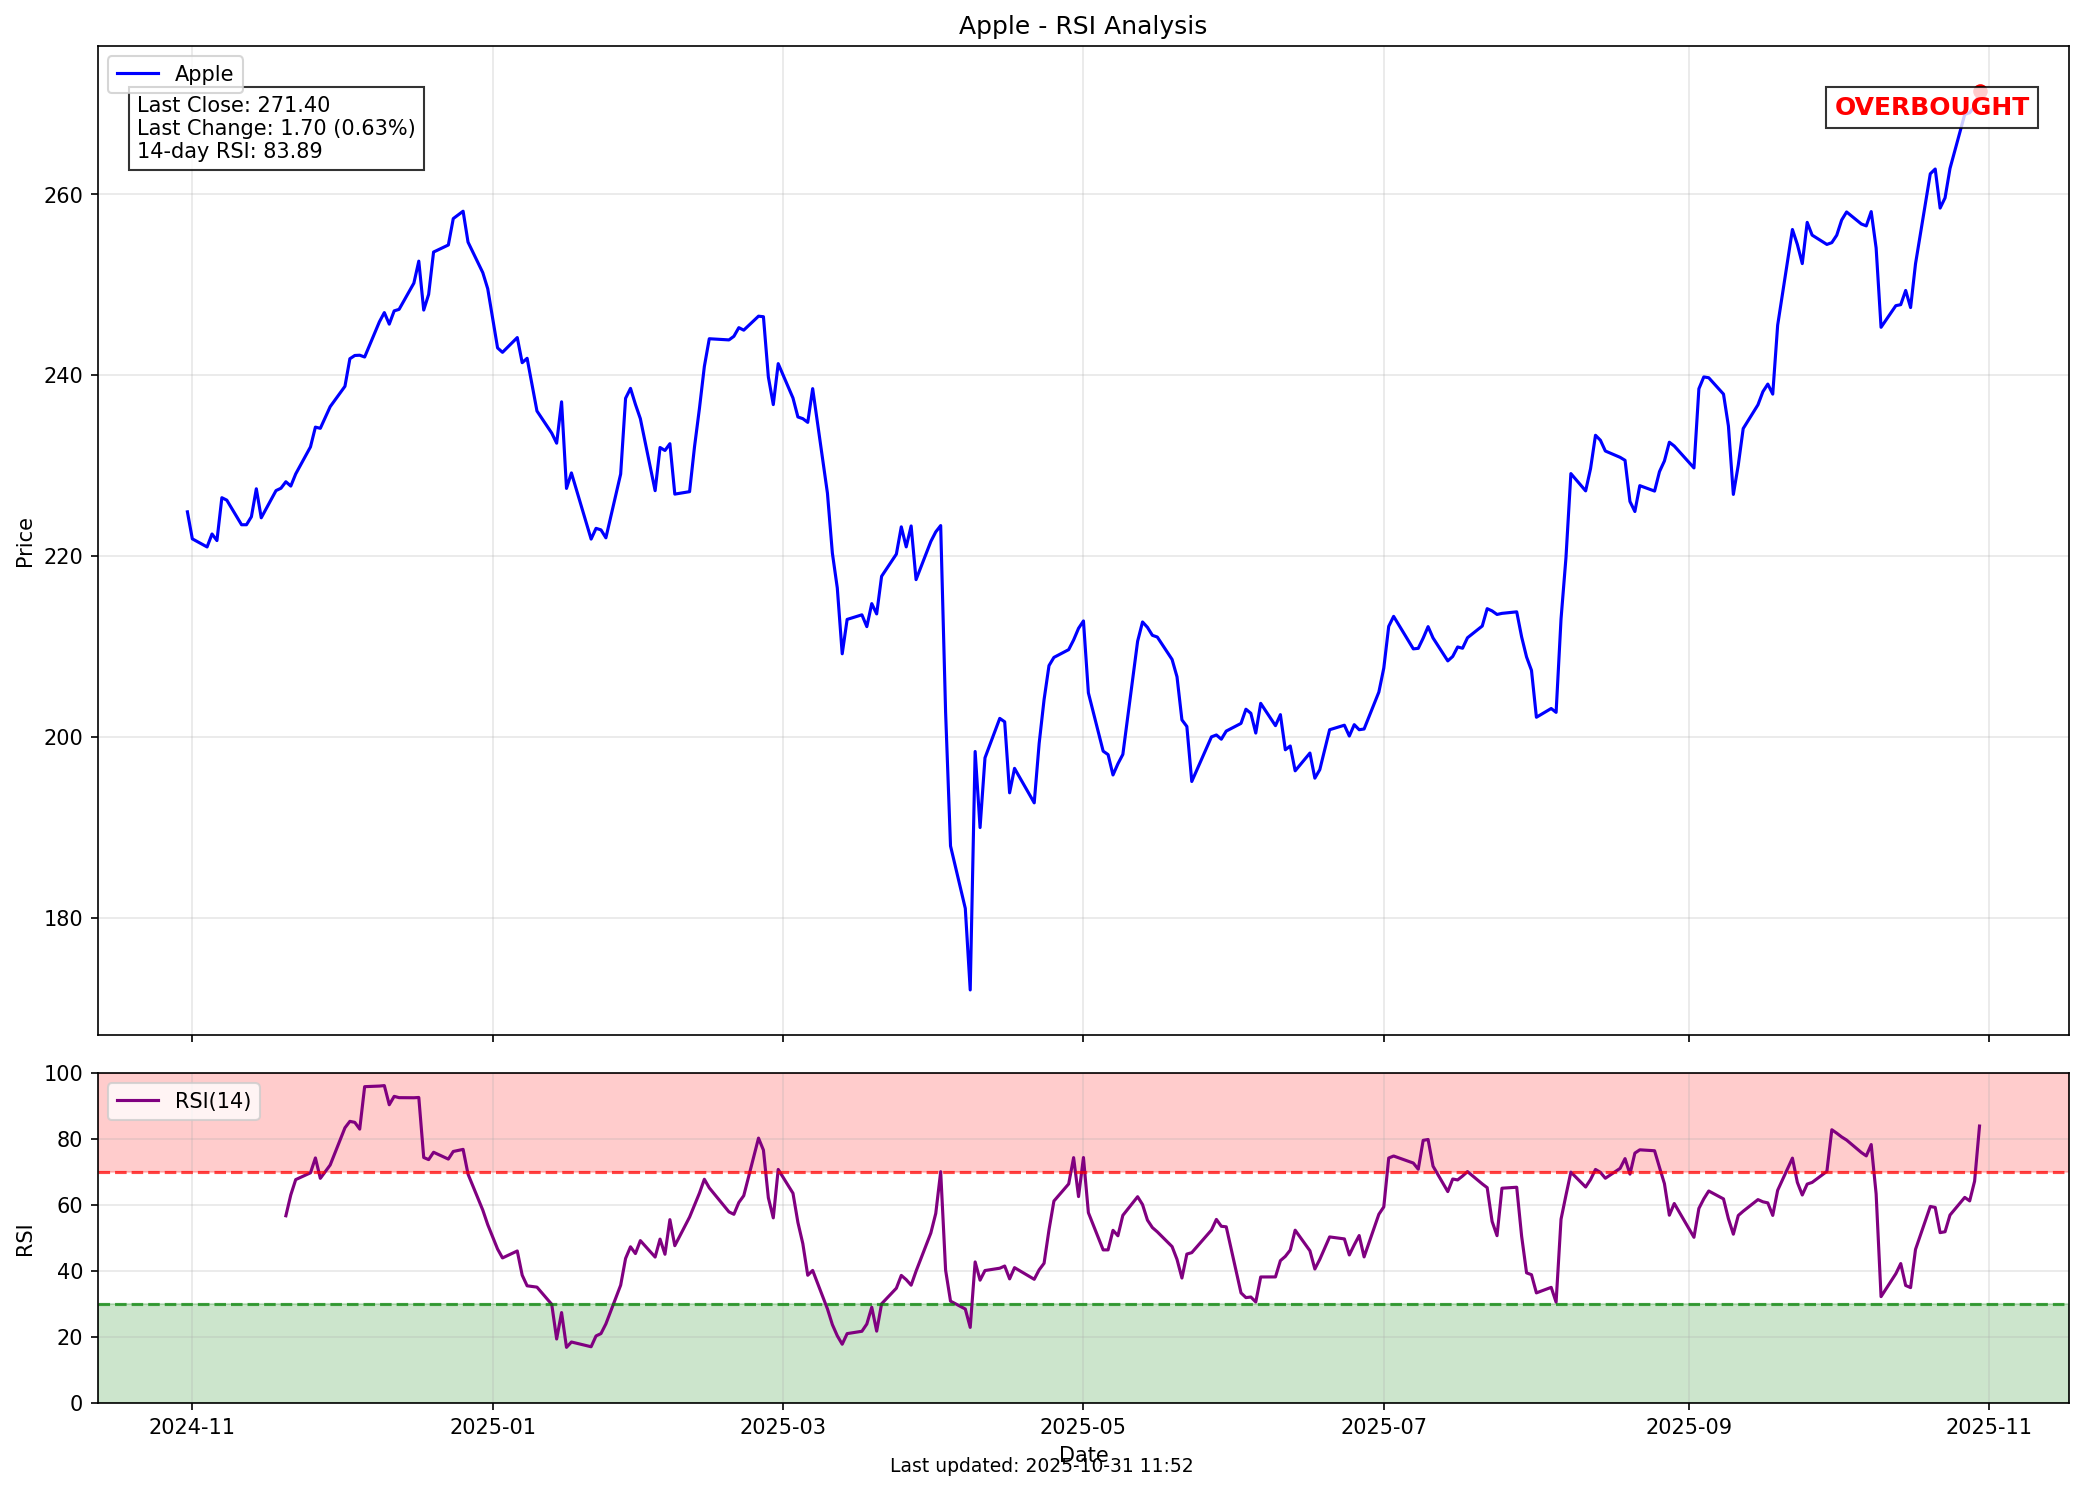 Apple - RSI Analysis
Apple
Last Close: 271.40
Last Change: 1.70 (0.63%)
14-day RSI: 83.89
OVERBOUGHT
260
240
220
200
180
Price
100
80
60
40
20
0
RSI
RSI(14)
2024-11
2025-01
2025-03
2025-05
2025-07
2025-09
2025-11
Date
Last updated: 2025-10-31 11:52